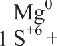 Mg⁰
1 S⁺⁶ +